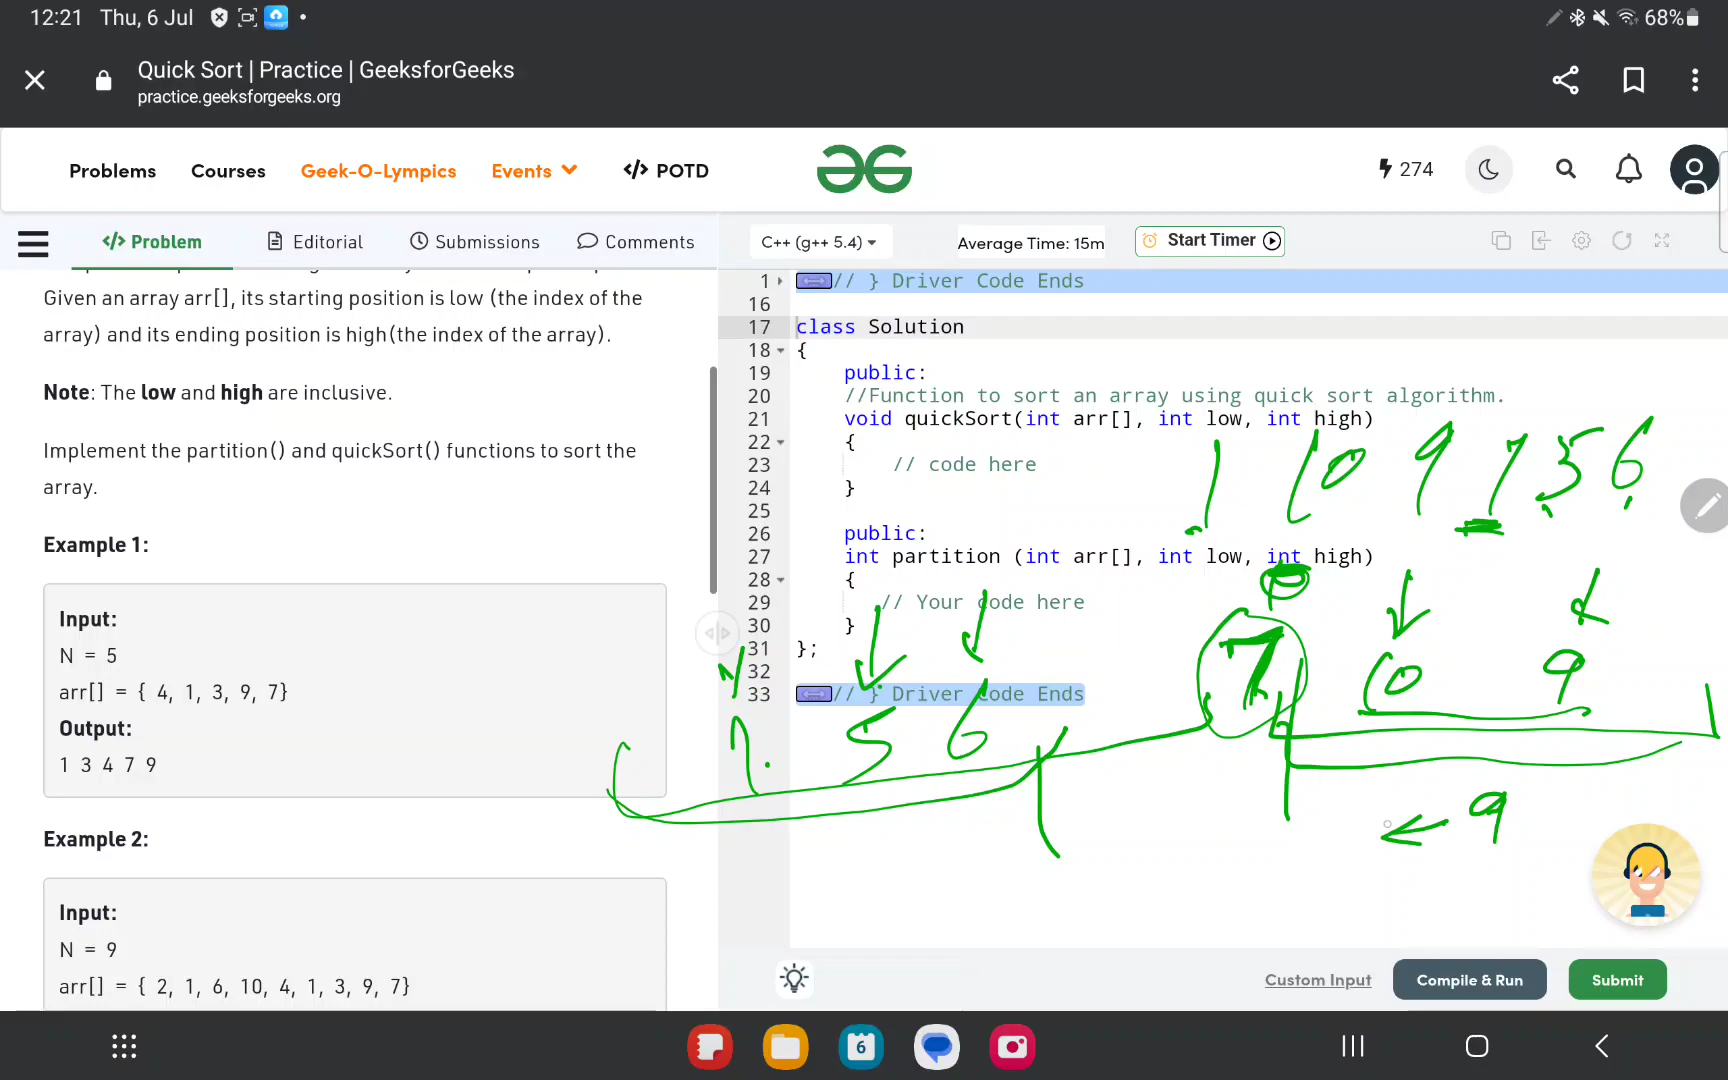 12:21 Thu, 6 Jul
68%
Quick Sort | Practice | GeeksforGeeks
practice.geeksforgeeks.org
Problems Courses Geek-O-Lympics Events </> POTD
274
</> Problem Editorial Submissions Comments
Given an array arr[], its starting position is low (the index of the
array) and its ending position is high(the index of the array).
Note: The low and high are inclusive.
Implement the partition() and quickSort() functions to sort the
array.
Example 1:
Input:
N = 5
arr[] = { 4, 1, 3, 9, 7}
Output:
1 3 4 7 9
Example 2:
Input:
N = 9
arr[] = { 2, 1, 6, 10, 4, 1, 3, 9, 7}
C++ (g++ 5.4)
Average Time: 15m
Start Timer
1 // } Driver Code Ends
16
17 class Solution
18 {
19 public:
20 //Function to sort an array using quick sort algorithm.
21 void quickSort(int arr[], int low, int high)
22 {
23 // code here
24 }
25
26 public:
27 int partition (int arr[], int low, int high)
28 {
29 // Your code here
30 }
31 };
32
33 // } Driver Code Ends
1 10 9 7 5 6
P
5 6 7 10 9
9
Custom Input
Compile & Run
Submit
6